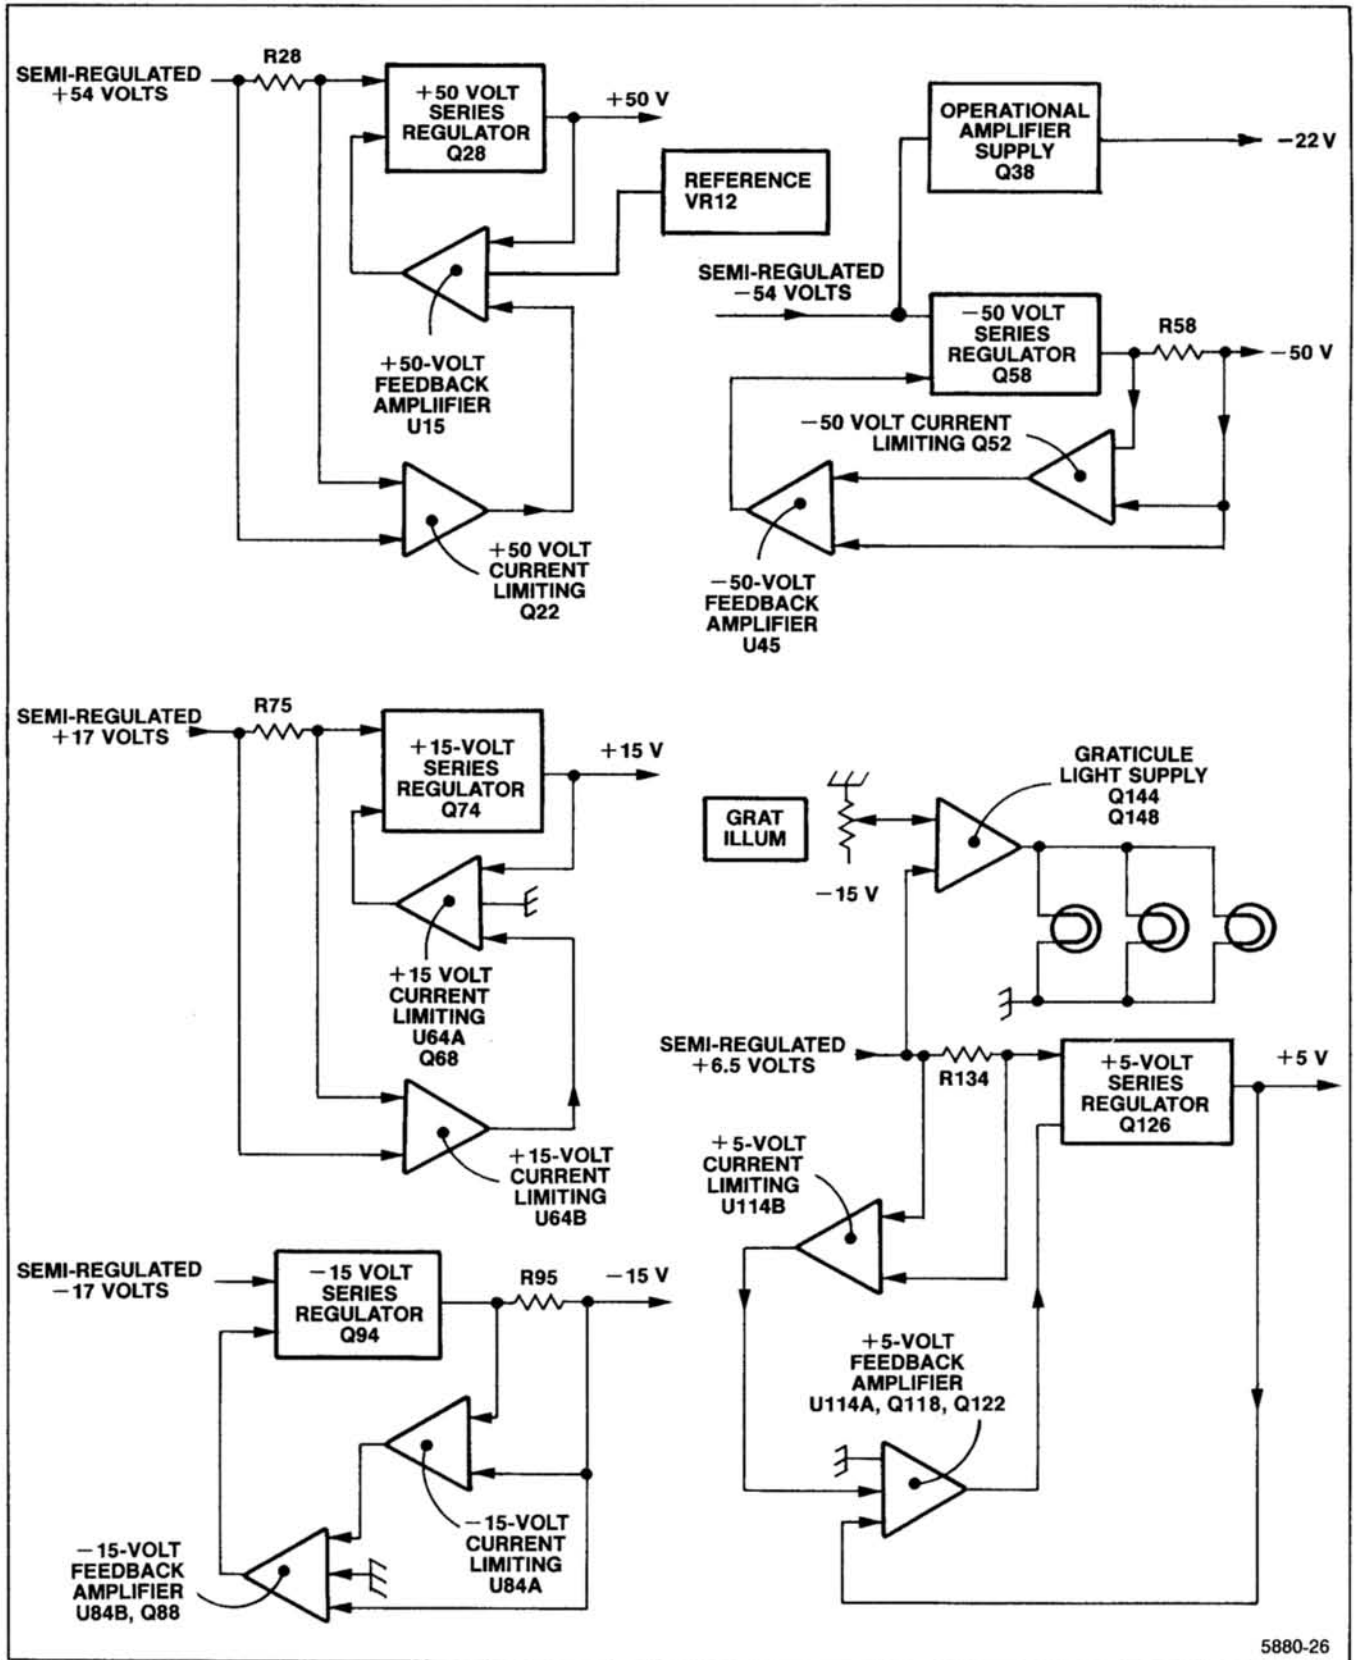 R28
SEMI-REGULATED
+54 VOLTS
+50 VOLT
SERIES
REGULATOR
Q28
+50 V
REFERENCE
VR12
+50-VOLT
FEEDBACK
AMPLIIFIER
U15
+50 VOLT
CURRENT
LIMITING
Q22
OPERATIONAL
AMPLIFIER
SUPPLY
Q38
−22 V
SEMI-REGULATED
−54 VOLTS
−50 VOLT
SERIES
REGULATOR
Q58
R58
−50 V
−50 VOLT CURRENT
LIMITING Q52
−50-VOLT
FEEDBACK
AMPLIFIER
U45
R75
SEMI-REGULATED
+17 VOLTS
+15-VOLT
SERIES
REGULATOR
Q74
+15 V
+15 VOLT
CURRENT
LIMITING
U64A
Q68
+15-VOLT
CURRENT
LIMITING
U64B
GRATICULE
LIGHT SUPPLY
Q144
Q148
GRAT
ILLUM
−15 V
SEMI-REGULATED
+6.5 VOLTS
R134
+5-VOLT
SERIES
REGULATOR
Q126
+5 V
+5-VOLT
CURRENT
LIMITING
U114B
+5-VOLT
FEEDBACK
AMPLIFIER
U114A, Q118, Q122
SEMI-REGULATED
−17 VOLTS
−15 VOLT
SERIES
REGULATOR
Q94
R95
−15 V
−15-VOLT
CURRENT
LIMITING
U84A
−15-VOLT
FEEDBACK
AMPLIFIER
U84B, Q88
5880-26